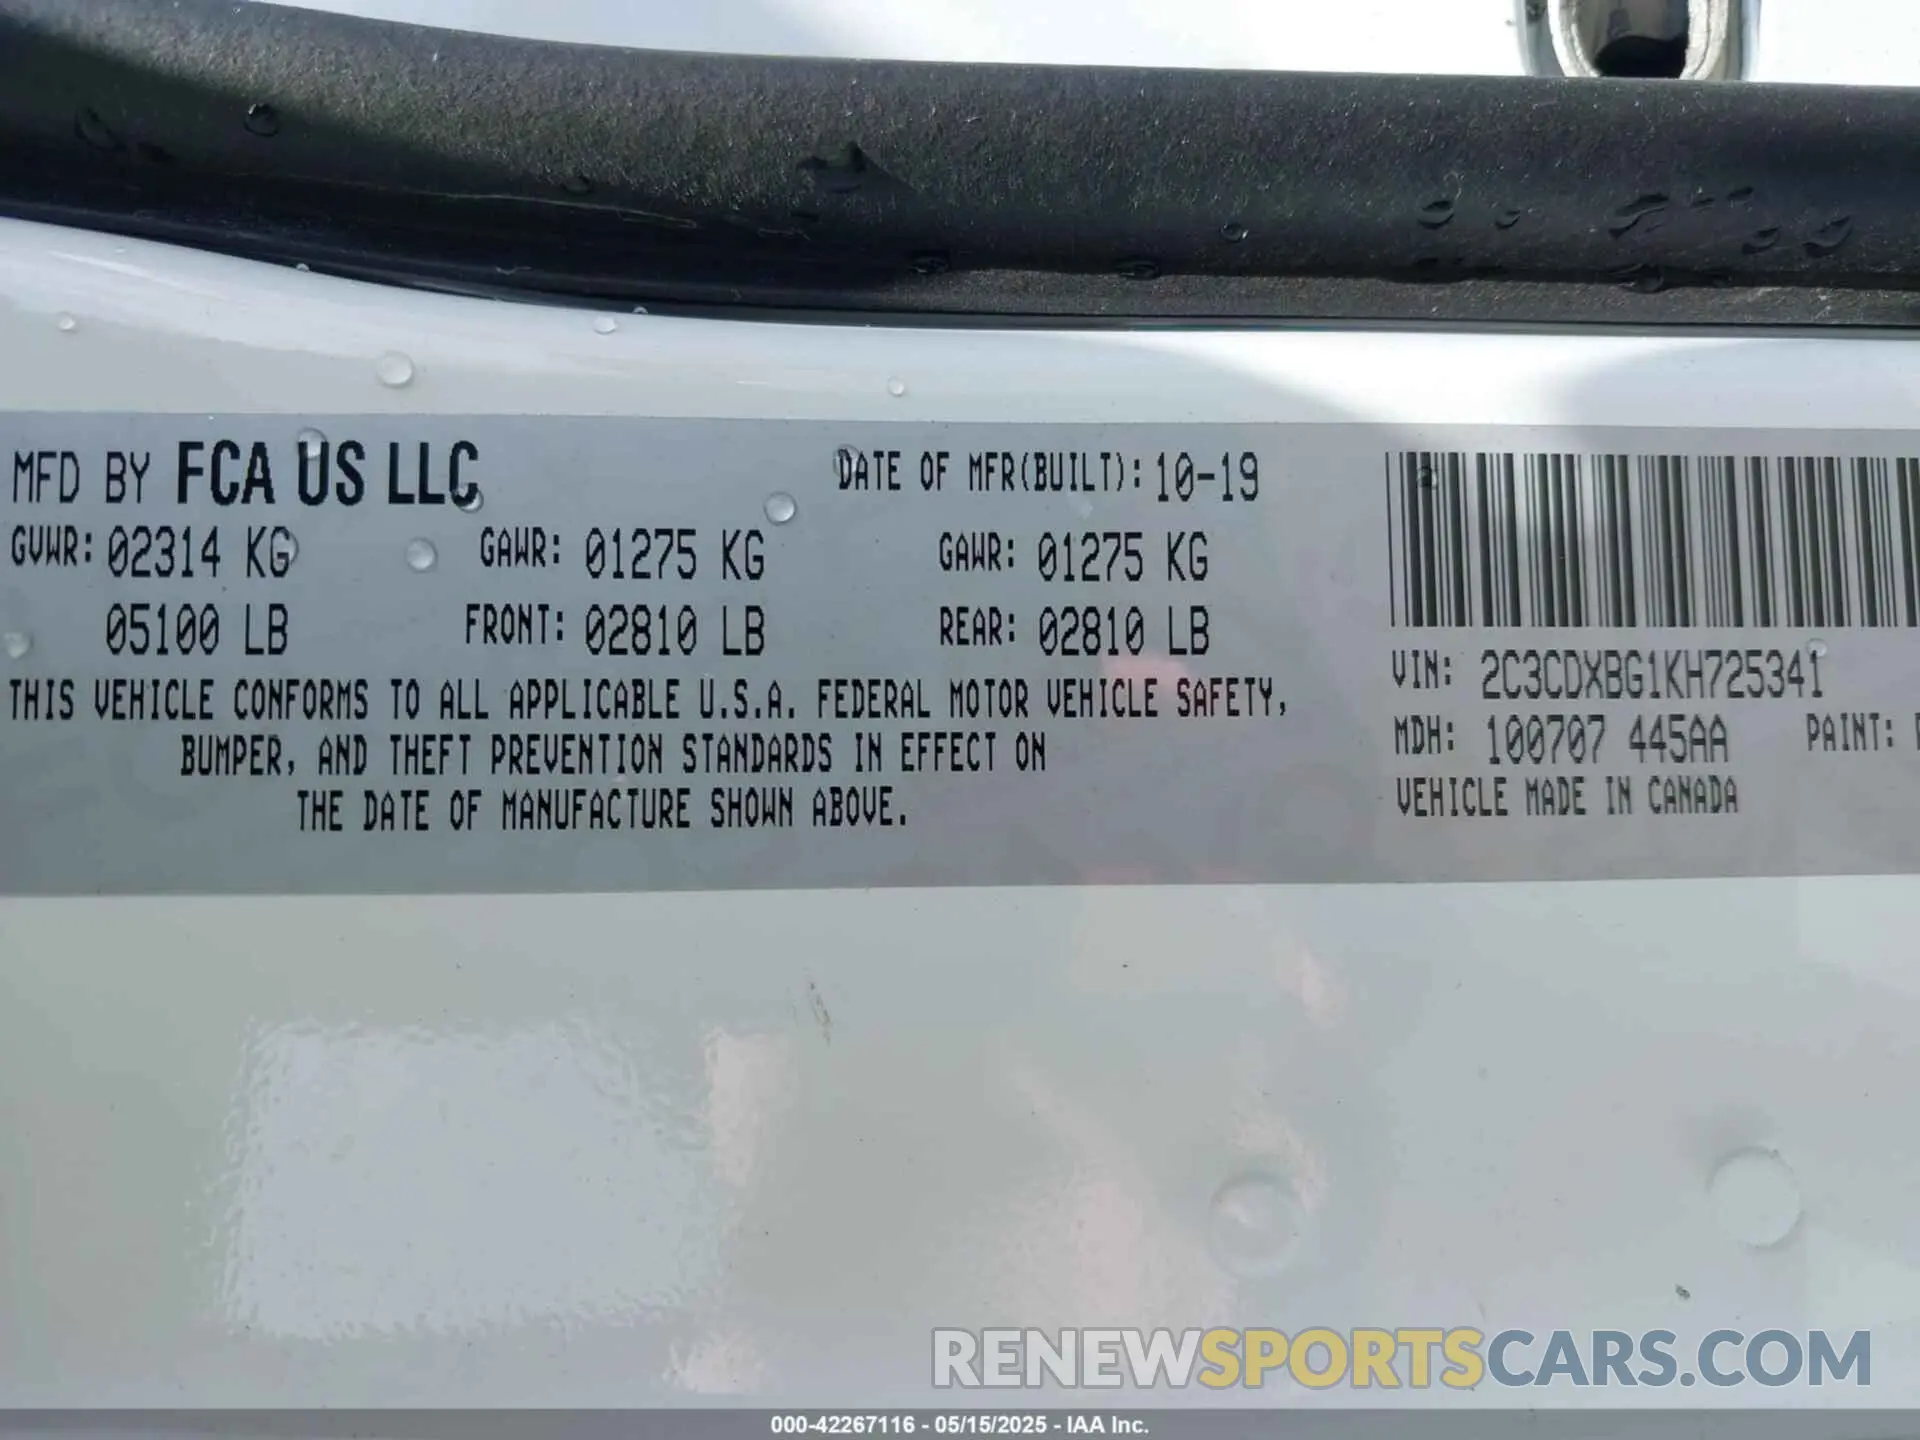 MFD BY FCA US LLC
DATE OF MFR(BUILT): 10-19
GVWR: 02314 KG
GAWR: 01275 KG
GAWR: 01275 KG
05100 LB
FRONT: 02810 LB
REAR: 02810 LB
THIS VEHICLE CONFORMS TO ALL APPLICABLE U.S.A. FEDERAL MOTOR VEHICLE SAFETY,
BUMPER, AND THEFT PREVENTION STANDARDS IN EFFECT ON
THE DATE OF MANUFACTURE SHOWN ABOVE.
VIN: 2C3CDXBG1KH725341
MDH: 100707 445AA
PAINT:
VEHICLE MADE IN CANADA
RENEWSPORTSCARS.COM
000-42267116 - 05/15/2025 - IAA Inc.